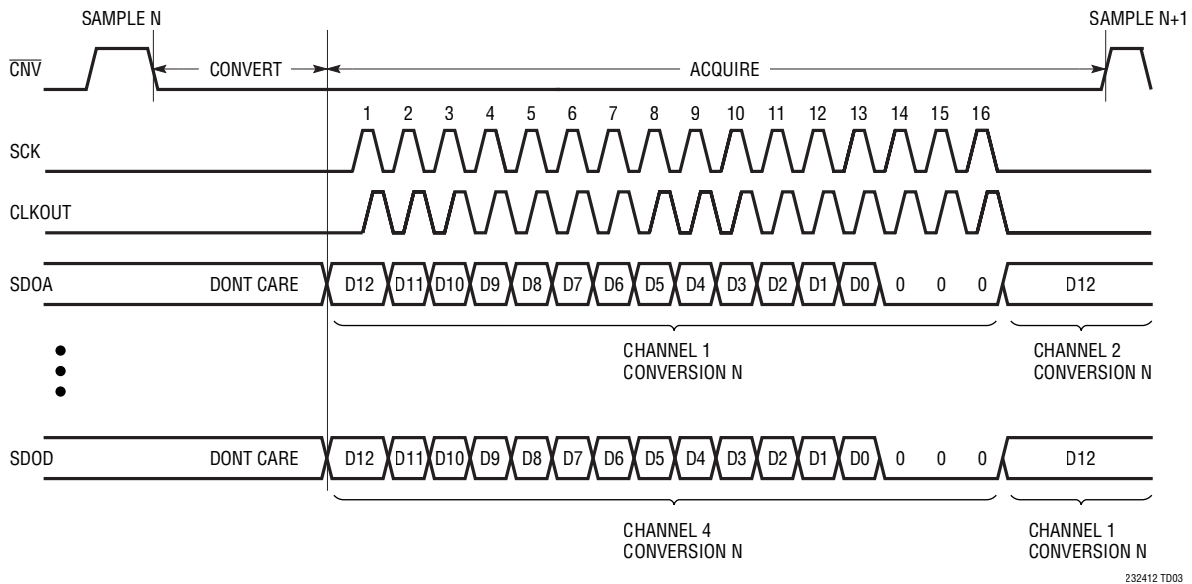 SAMPLE N
SAMPLE N+1
CNV
CONVERT
ACQUIRE
1 2 3 4 5 6 7 8 9 10 11 12 13 14 15 16
SCK
CLKOUT
SDOA DONT CARE D12 D11 D10 D9 D8 D7 D6 D5 D4 D3 D2 D1 D0 0 0 0 D12
CHANNEL 1
CONVERSION N
CHANNEL 2
CONVERSION N
SDOD DONT CARE D12 D11 D10 D9 D8 D7 D6 D5 D4 D3 D2 D1 D0 0 0 0 D12
CHANNEL 4
CONVERSION N
CHANNEL 1
CONVERSION N
232412 TD03